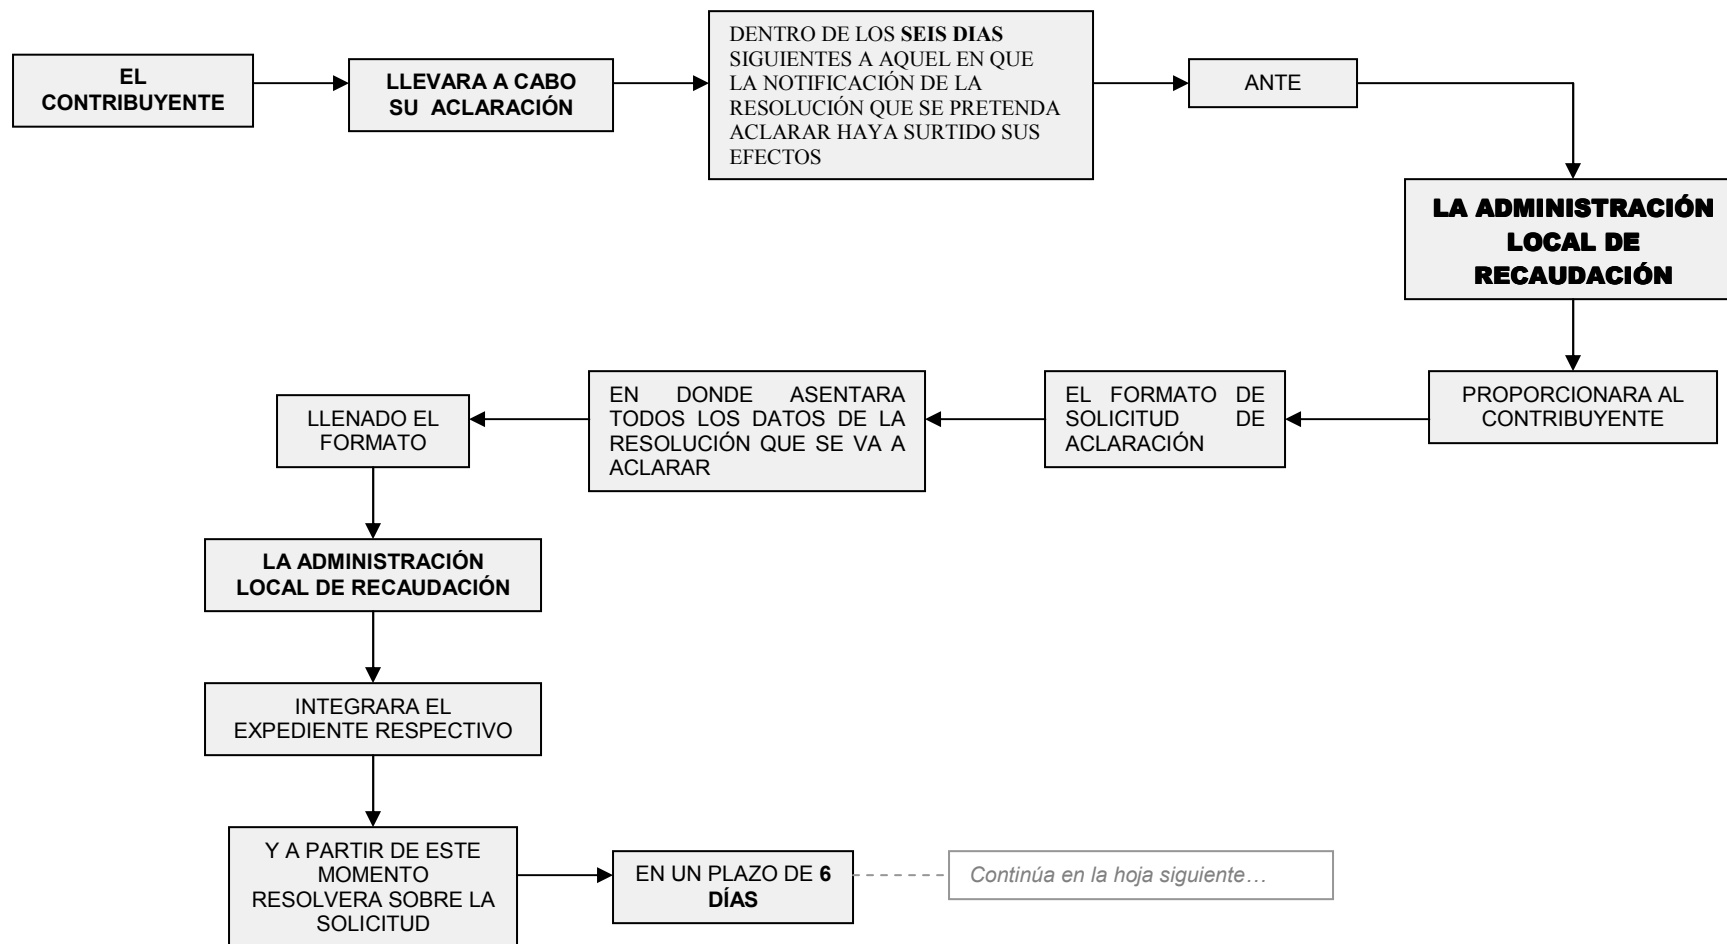 EL
CONTRIBUYENTE
LLEVARA A CABO
SU ACLARACIÓN
DENTRO DE LOS SEIS DIAS
SIGUIENTES A AQUEL EN QUE
LA NOTIFICACIÓN DE LA
RESOLUCIÓN QUE SE PRETENDA
ACLARAR HAYA SURTIDO SUS
EFECTOS
ANTE
LA ADMINISTRACIÓN
LOCAL DE
RECAUDACIÓN
PROPORCIONARA AL
CONTRIBUYENTE
EL FORMATO DE
SOLICITUD DE
ACLARACIÓN
EN DONDE ASENTARA
TODOS LOS DATOS DE LA
RESOLUCIÓN QUE SE VA A
ACLARAR
LLENADO EL
FORMATO
LA ADMINISTRACIÓN
LOCAL DE RECAUDACIÓN
INTEGRARA EL
EXPEDIENTE RESPECTIVO
Y A PARTIR DE ESTE
MOMENTO
RESOLVERA SOBRE LA
SOLICITUD
EN UN PLAZO DE 6
DÍAS
Continúa en la hoja siguiente…